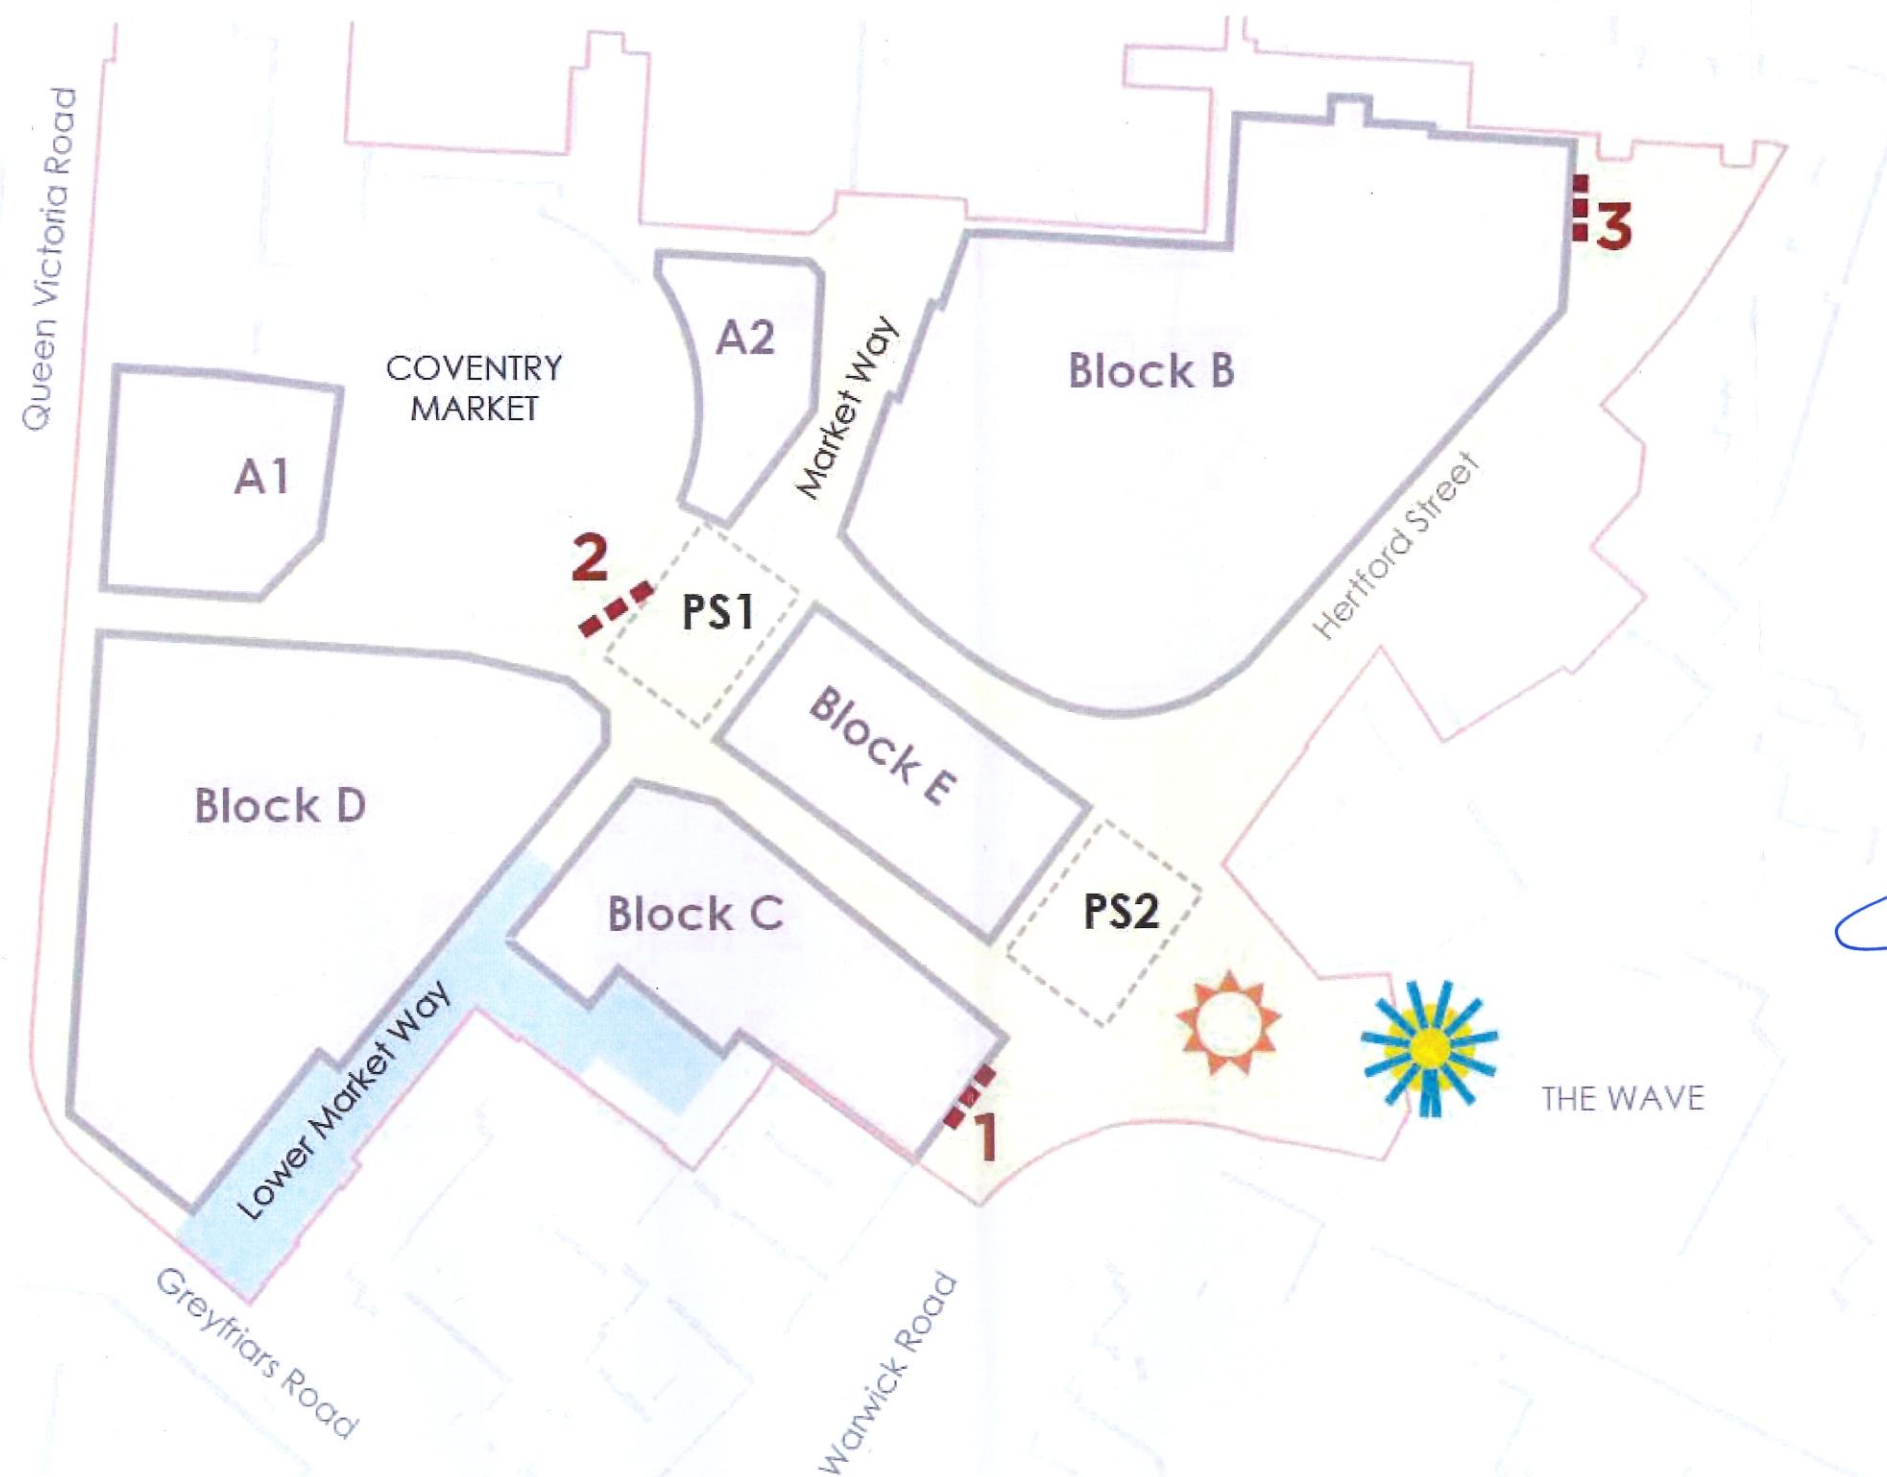 Queen Victoria Road
3
A2
COVENTRY
MARKET
Market Way
Block B
A1
Hertford Street
2
PS1
Block E
Block D
PS2
Block C
Lower Market Way
THE WAVE
1
Greyfriars Road
Warwick Road